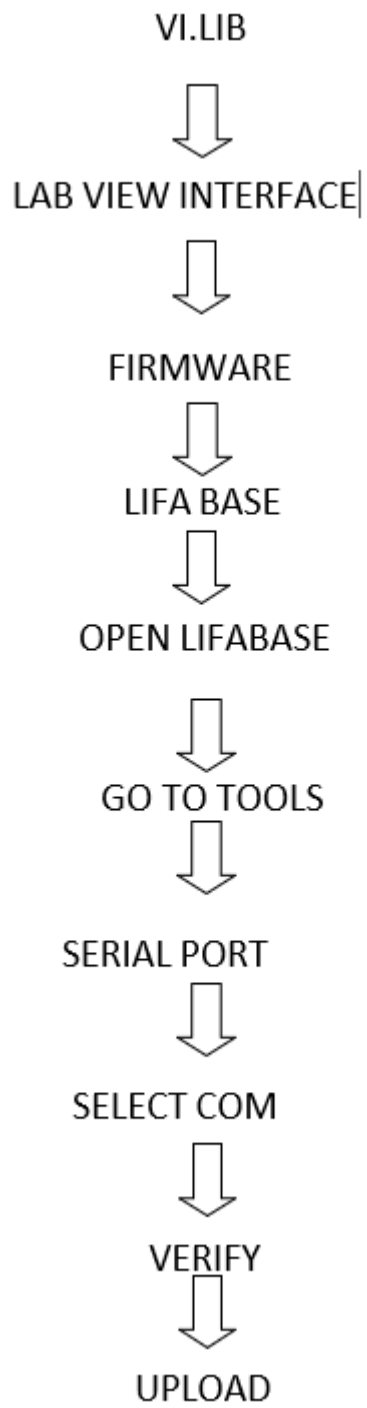 VI.LIB
LAB VIEW INTERFACE
FIRMWARE
LIFA BASE
OPEN LIFABASE
GO TO TOOLS
SERIAL PORT
SELECT COM
VERIFY
UPLOAD